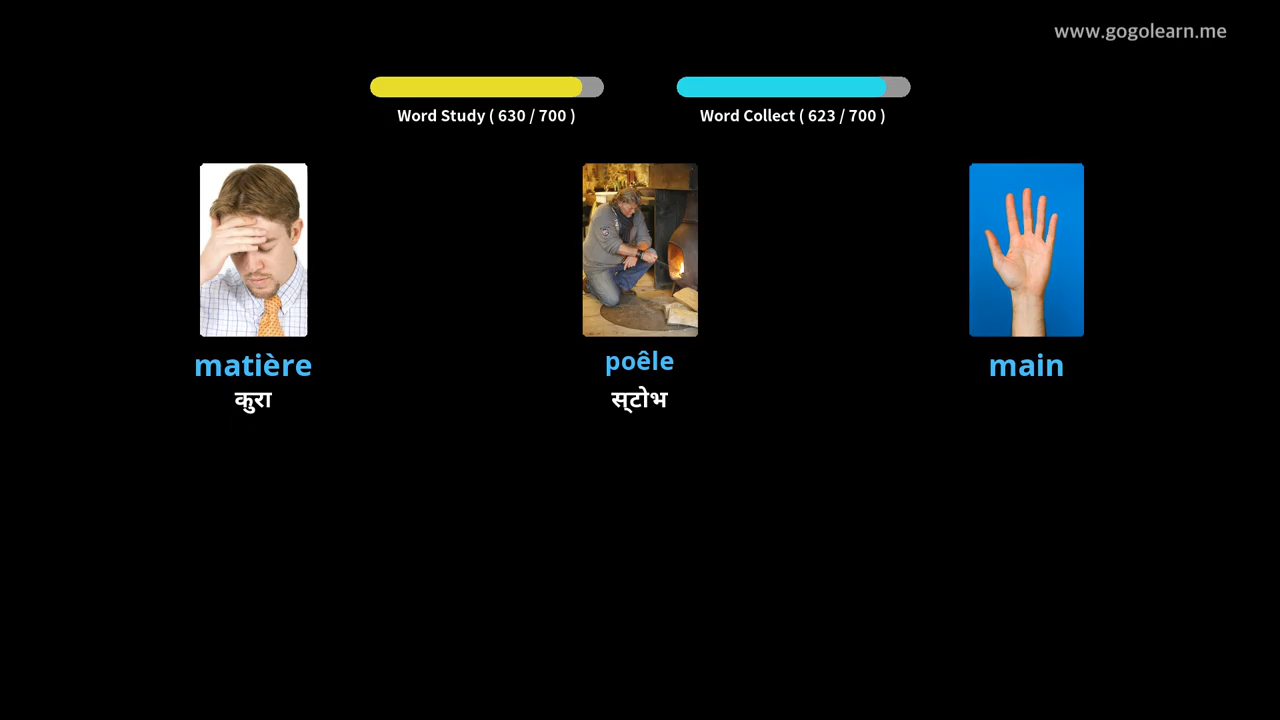 www.gogolearn.me
Word Study ( 630 / 700 )
Word Collect ( 623 / 700 )
matière
poêle
main
कुरा
स्टोभ